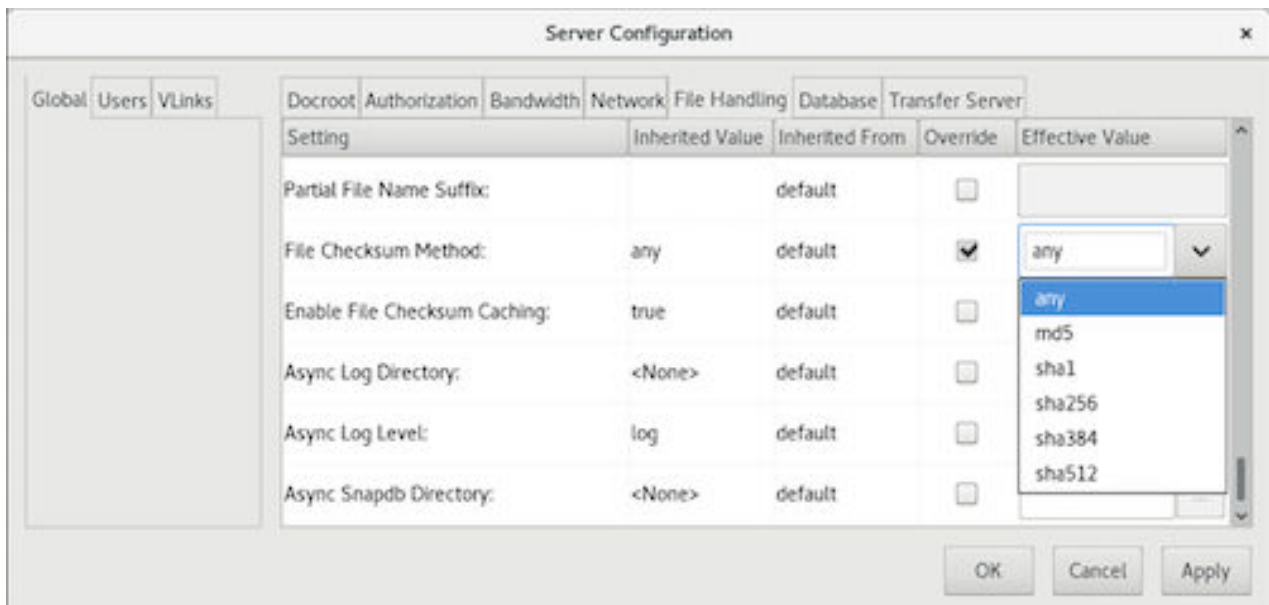 Server Configuration ×
Global Users VLinks
Docroot Authorization Bandwidth Network File Handling Database Transfer Server
Setting Inherited Value Inherited From Override Effective Value
Partial File Name Suffix: default
File Checksum Method: any default any
Enable File Checksum Caching: true default
Async Log Directory: <None> default
Async Log Level: log default
Async Snapdb Directory: <None> default
any
md5
sha1
sha256
sha384
sha512
OK Cancel Apply